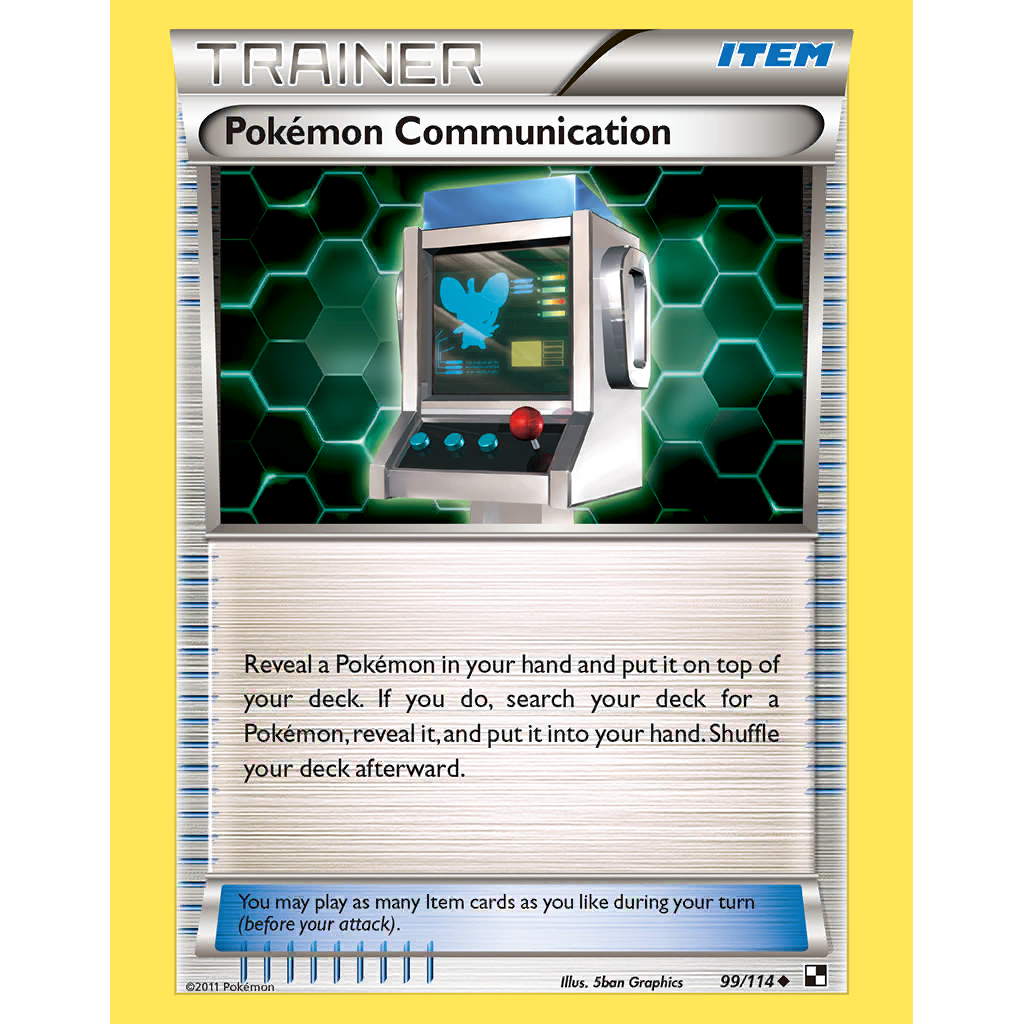 TRAINER
ITEM
Pokémon Communication
Reveal a Pokémon in your hand and put it on top of
your deck. If you do, search your deck for a
Pokémon, reveal it, and put it into your hand. Shuffle
your deck afterward.
You may play as many Item cards as you like during your turn
(before your attack).
©2011 Pokémon
Illus. 5ban Graphics
99/114